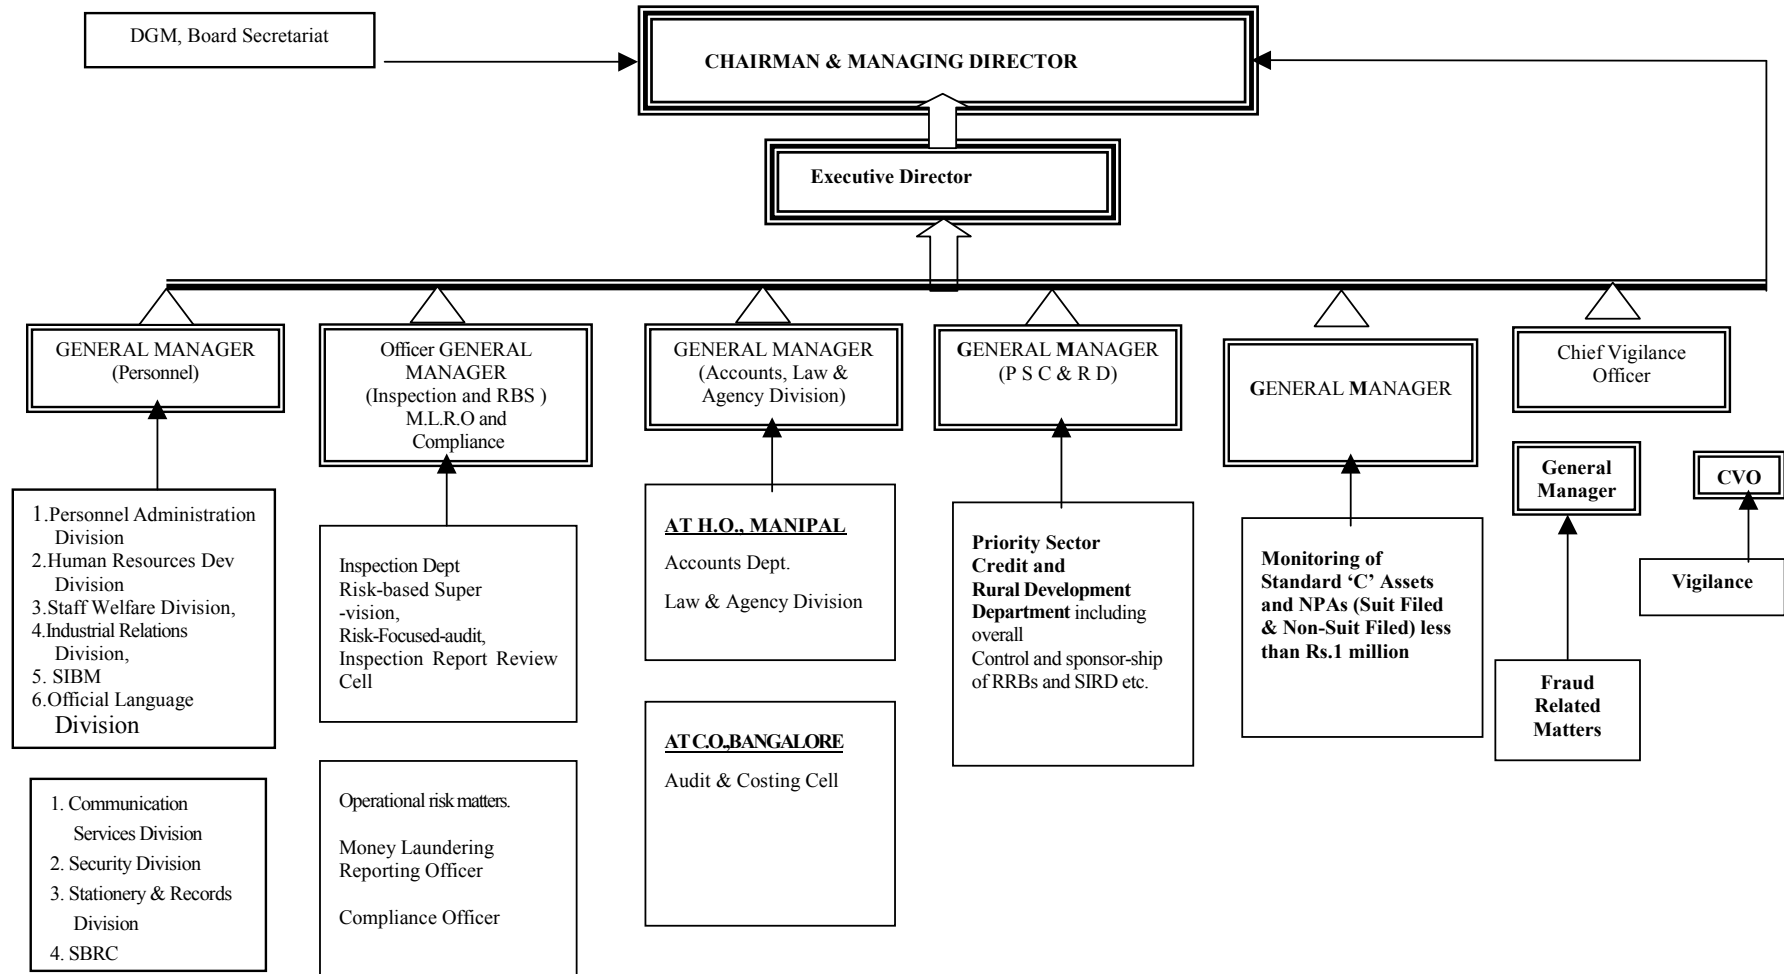 DGM, Board Secretariat
CHAIRMAN & MANAGING DIRECTOR
Executive Director
GENERAL MANAGER
(Personnel)
Officer GENERAL
MANAGER
(Inspection and RBS )
M.L.R.O and
Compliance
GENERAL MANAGER
(Accounts, Law &
Agency Division)
GENERAL MANAGER
(P S C & R D)
GENERAL MANAGER
Chief Vigilance
Officer
General
Manager
CVO
1.Personnel Administration
Division
2.Human Resources Dev
Division
3.Staff Welfare Division,
4.Industrial Relations
Division,
5. SIBM
6.Official Language
Division
Inspection Dept
Risk-based Super
-vision,
Risk-Focused-audit,
Inspection Report Review
Cell
AT H.O., MANIPAL
Accounts Dept.
Law & Agency Division
Priority Sector
Credit and
Rural Development
Department including
overall
Control and sponsor-ship
of RRBs and SIRD etc.
Monitoring of
Standard ‘C’ Assets
and NPAs (Suit Filed
& Non-Suit Filed) less
than Rs.1 million
Fraud
Related
Matters
Vigilance
1. Communication
Services Division
2. Security Division
3. Stationery & Records
Division
4. SBRC
Operational risk matters.
Money Laundering
Reporting Officer
Compliance Officer
AT C.O.,BANGALORE
Audit & Costing Cell